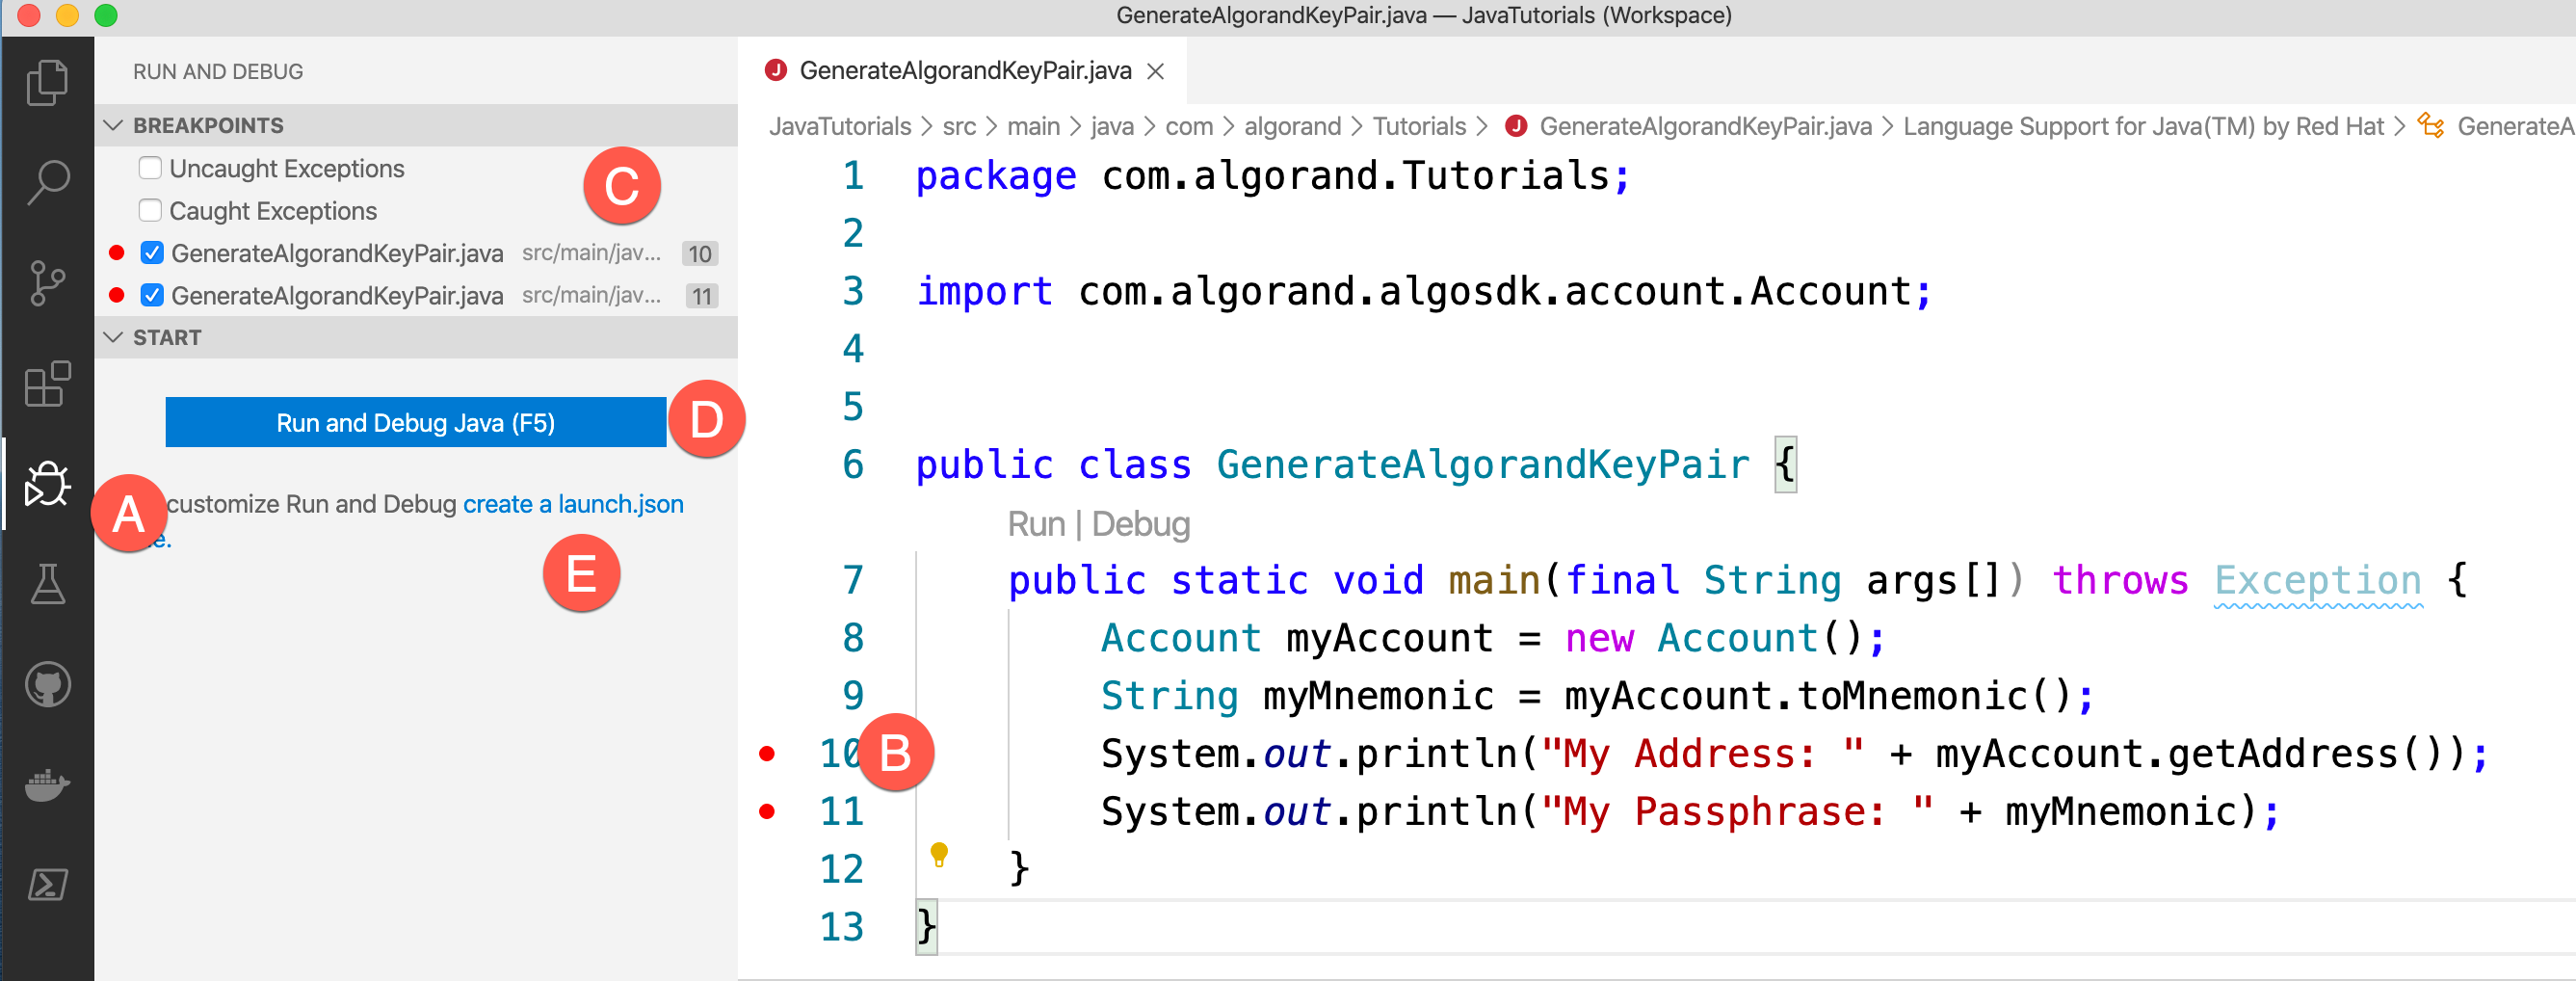 GenerateAlgorandKeyPair.java — JavaTutorials (Workspace)
RUN AND DEBUG
BREAKPOINTS
Uncaught Exceptions
Caught Exceptions
C
GenerateAlgorandKeyPair.java src/main/jav... 10
GenerateAlgorandKeyPair.java src/main/jav... 11
START
Run and Debug Java (F5)
D
A
customize Run and Debug create a launch.json
e.
E
GenerateAlgorandKeyPair.java
JavaTutorials > src > main > java > com > algorand > Tutorials > J GenerateAlgorandKeyPair.java > Language Support for Java(TM) by Red Hat > GenerateA
1 package com.algorand.Tutorials;
2
3 import com.algorand.algosdk.account.Account;
4
5
6 public class GenerateAlgorandKeyPair {
Run | Debug
7 public static void main(final String args[]) throws Exception {
8 Account myAccount = new Account();
9 String myMnemonic = myAccount.toMnemonic();
10 B System.out.println("My Address: " + myAccount.getAddress());
11 System.out.println("My Passphrase: " + myMnemonic);
12 }
13 }